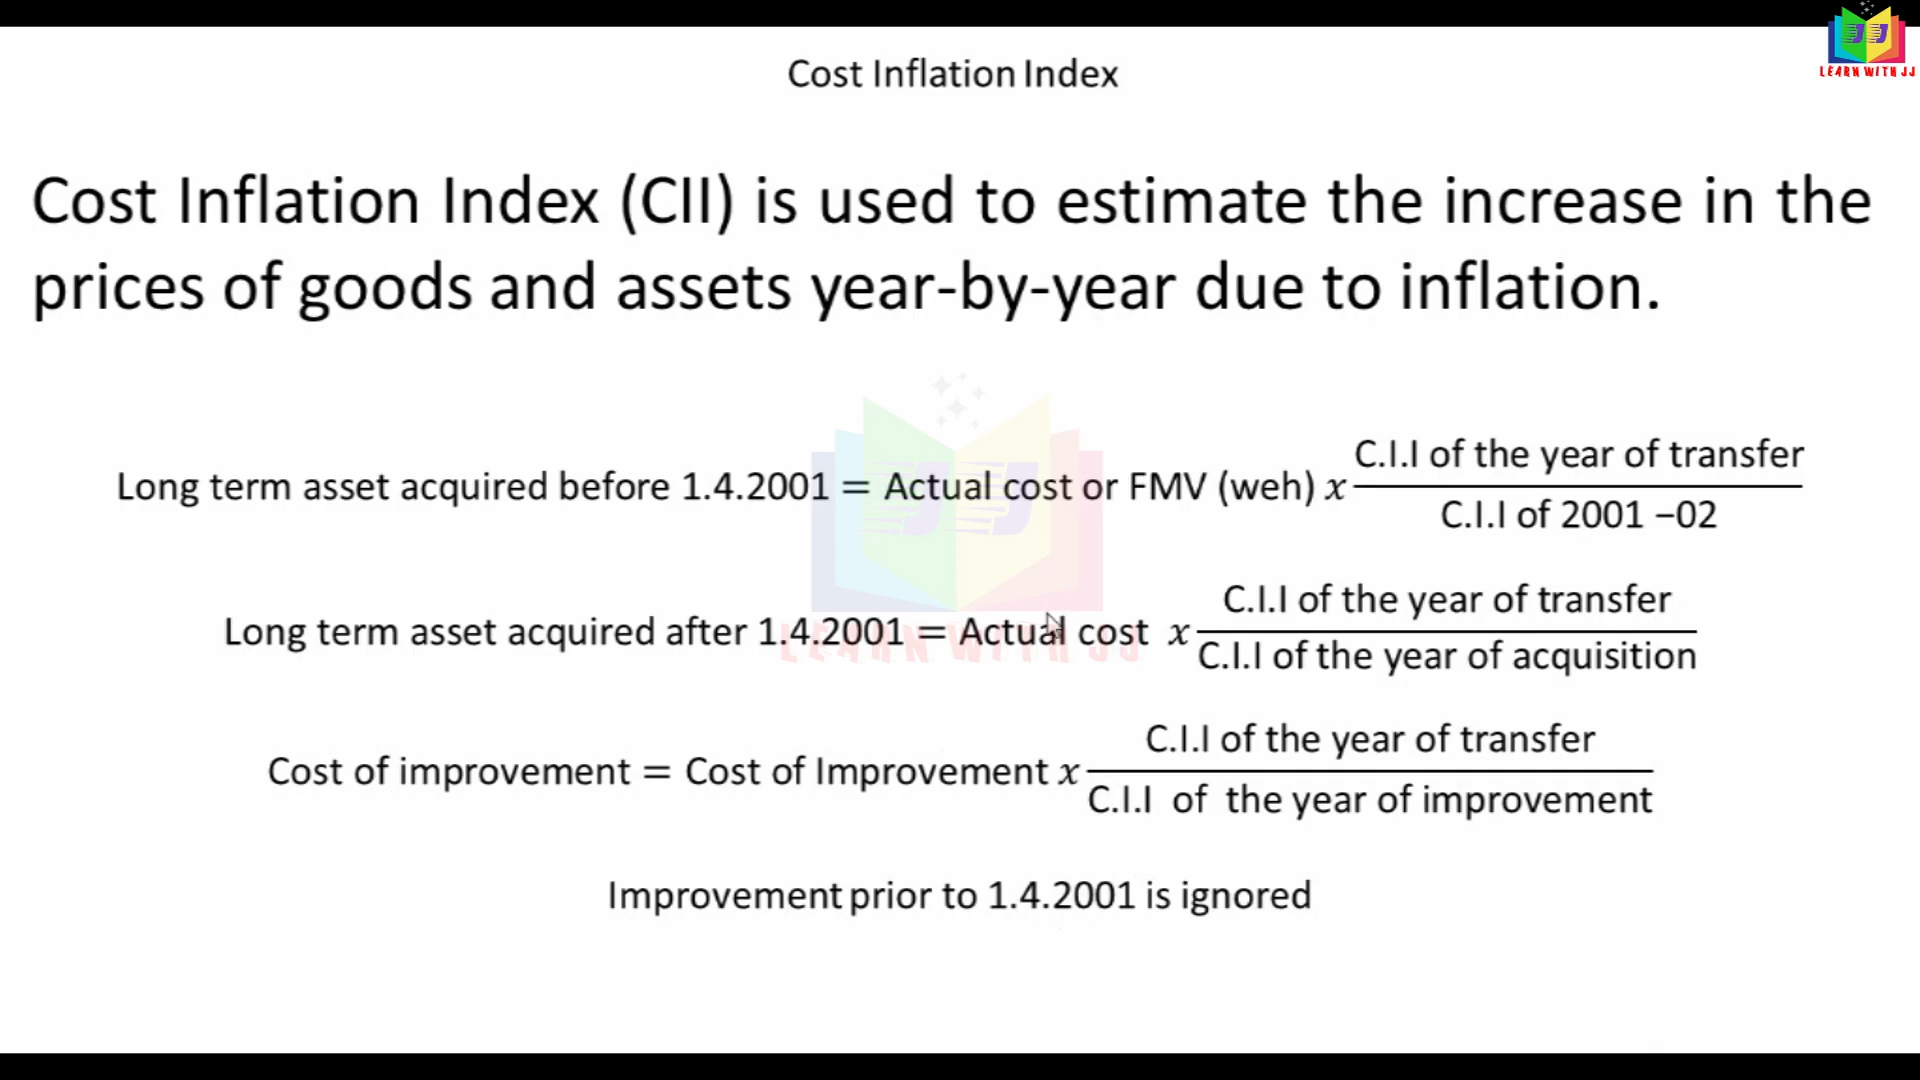 LEARN WITH JJ
Cost Inflation Index
Cost Inflation Index (CII) is used to estimate the increase in the
prices of goods and assets year-by-year due to inflation.
Long term asset acquired before 1.4.2001 = Actual cost or FMV (weh) x C.I.I of the year of transfer
C.I.I of 2001 –02
Long term asset acquired after 1.4.2001 = Actual cost x C.I.I of the year of transfer
C.I.I of the year of acquisition
LEARN WITH JJ
Cost of improvement = Cost of Improvement x C.I.I of the year of transfer
C.I.I of the year of improvement
Improvement prior to 1.4.2001 is ignored